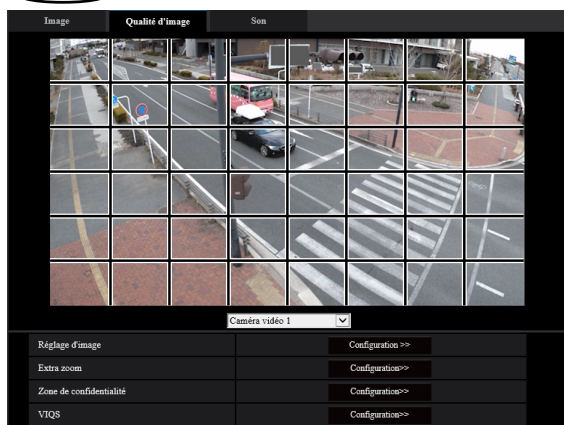 Image Qualité d'image Son
Caméra vidéo 1
Réglage d'image Configuration >>
Extra zoom Configuration>>
Zone de confidentialité Configuration>>
VIQS Configuration>>